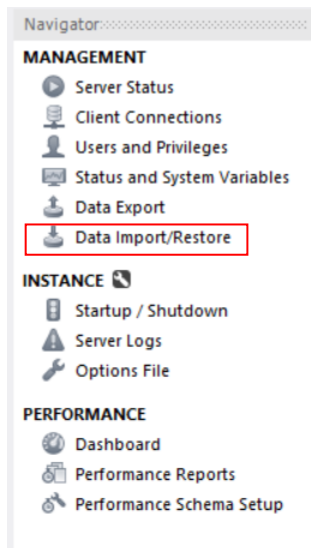 Navigator
MANAGEMENT
Server Status
Client Connections
Users and Privileges
Status and System Variables
Data Export
Data Import/Restore
INSTANCE
Startup / Shutdown
Server Logs
Options File
PERFORMANCE
Dashboard
Performance Reports
Performance Schema Setup